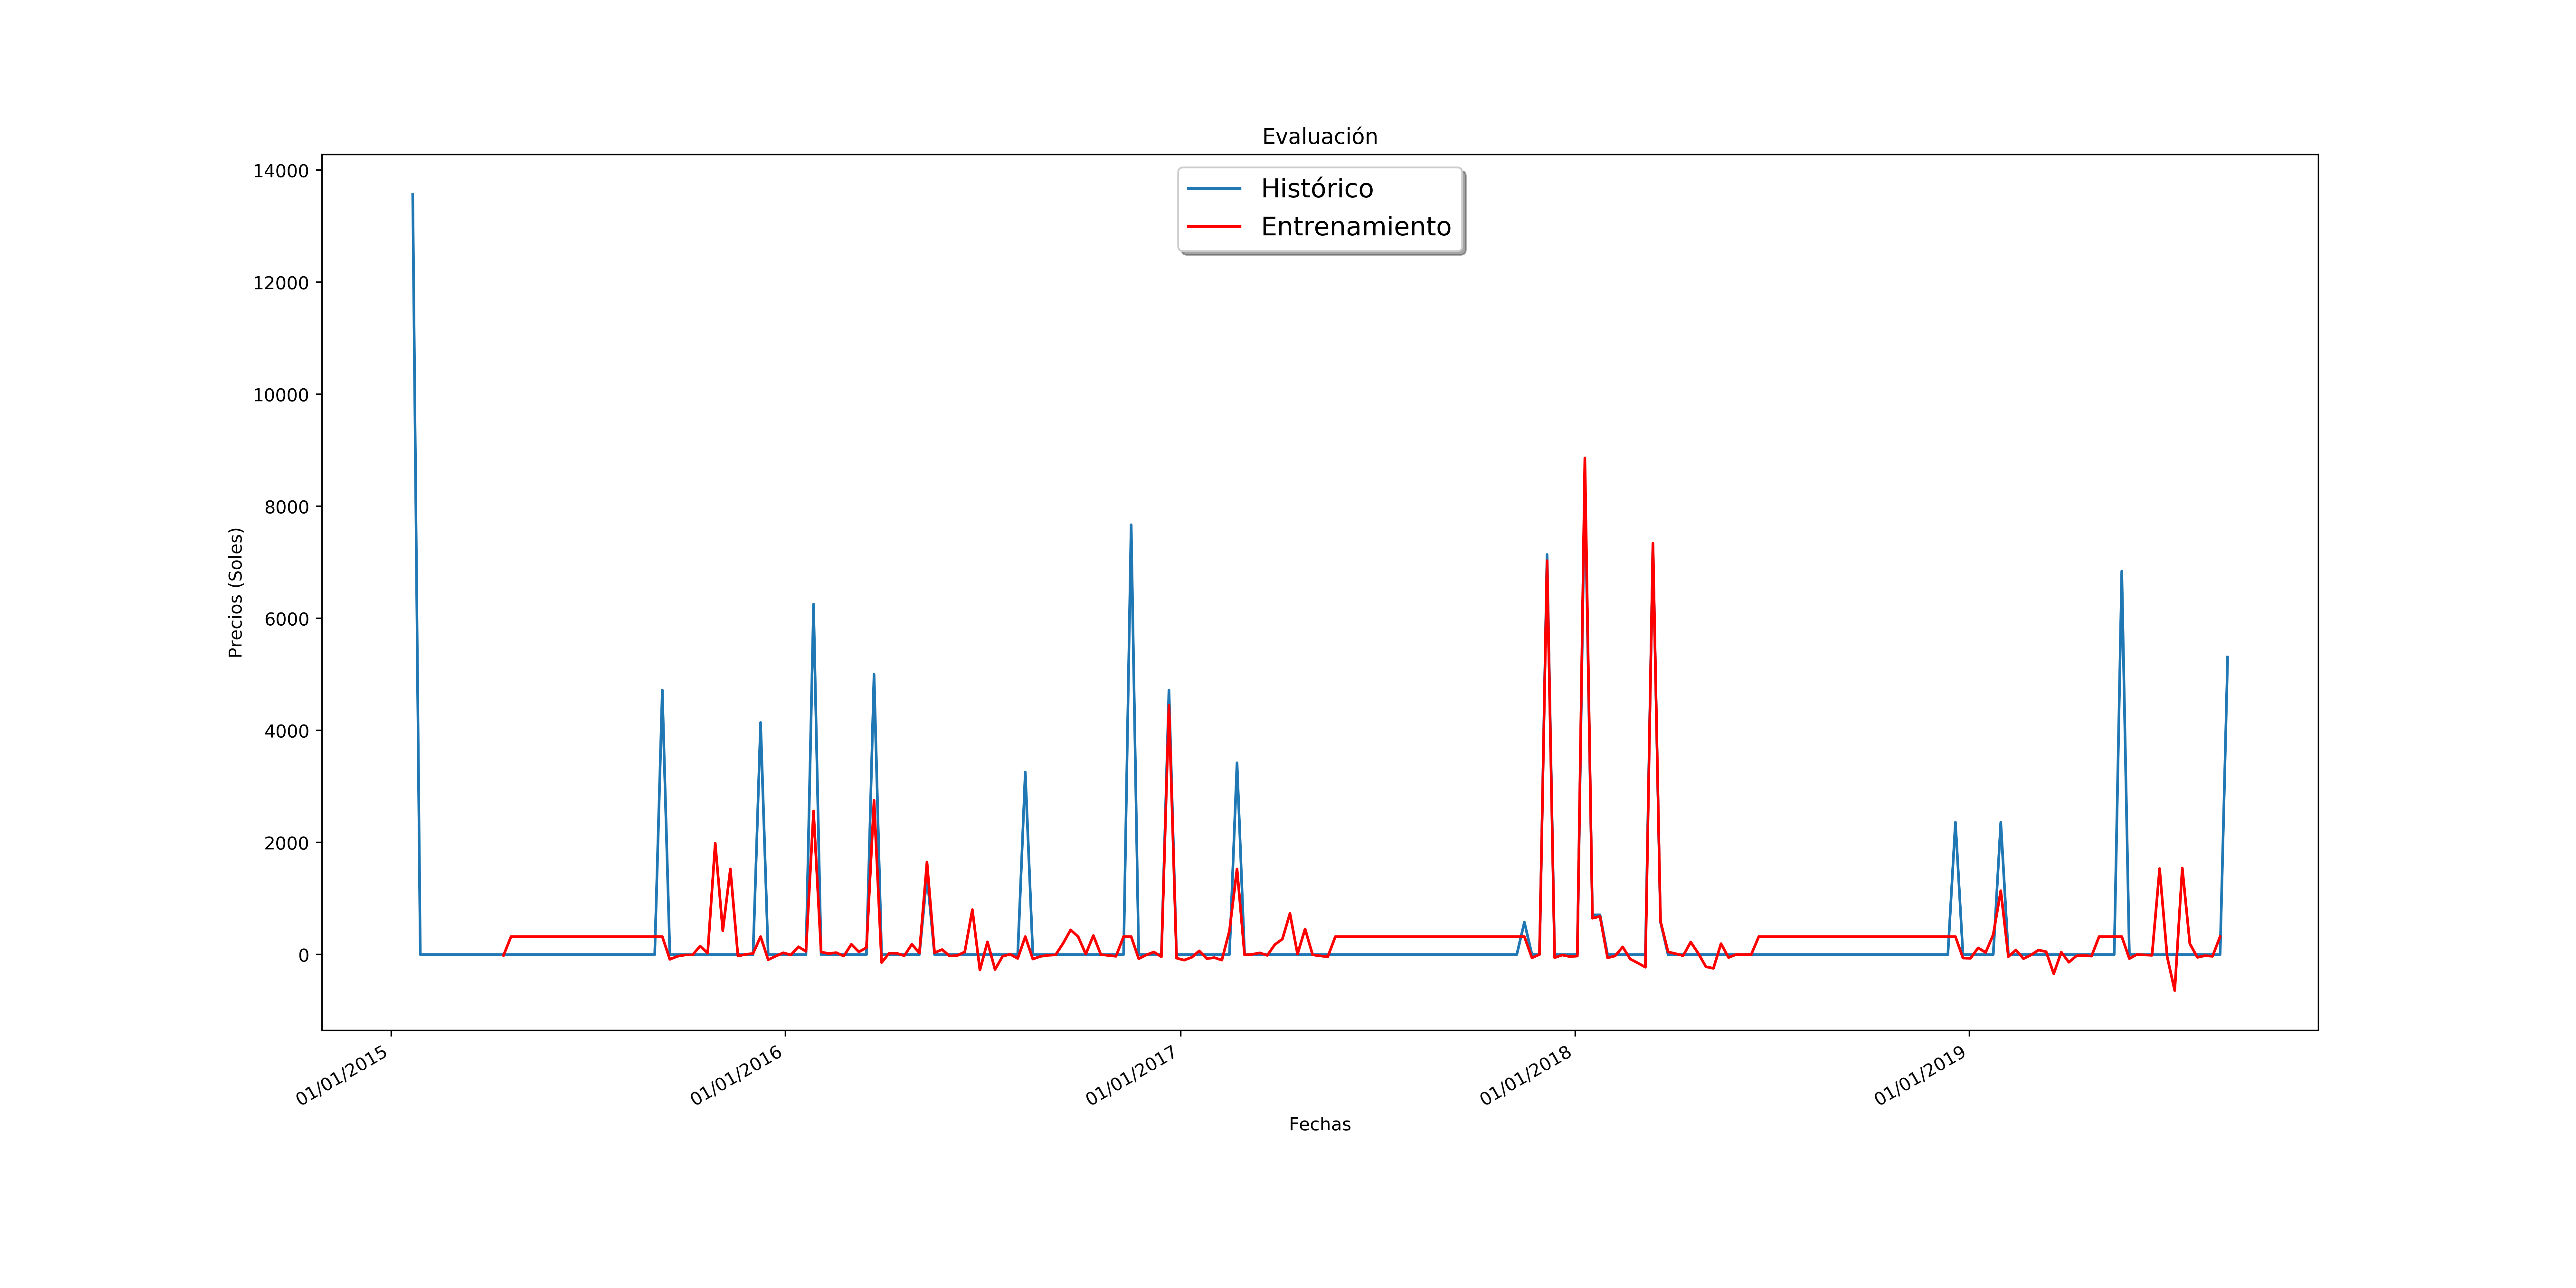 Evaluación
Histórico
Entrenamiento
14000
12000
10000
8000
6000
4000
2000
0
Precios (Soles)
01/01/2015
01/01/2016
01/01/2017
01/01/2018
01/01/2019
Fechas